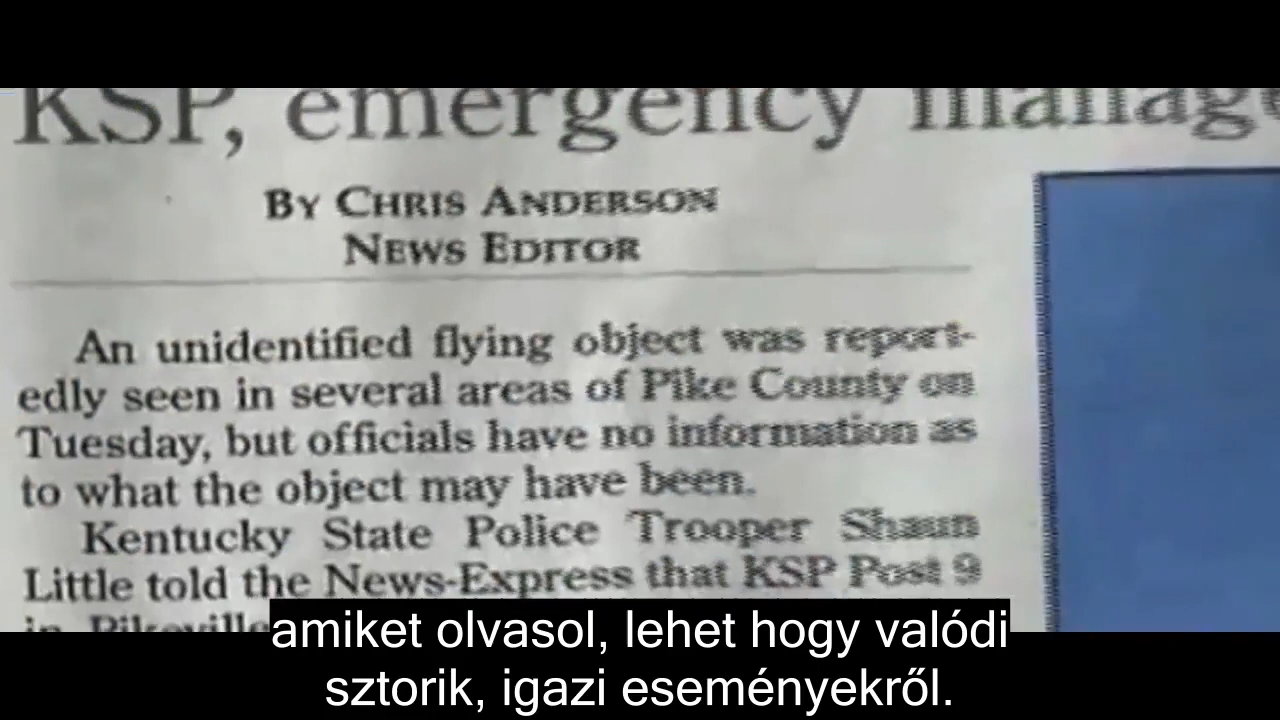 KSP, emergency manage
BY CHRIS ANDERSON
NEWS EDITOR
An unidentified flying object was report-
edly seen in several areas of Pike County on
Tuesday, but officials have no information as
to what the object may have been.
Kentucky State Police Trooper Shaun
Little told the News-Express that KSP Post 9
in Pikeville
amiket olvasol, lehet hogy valódi
sztorik, igazi eseményekről.